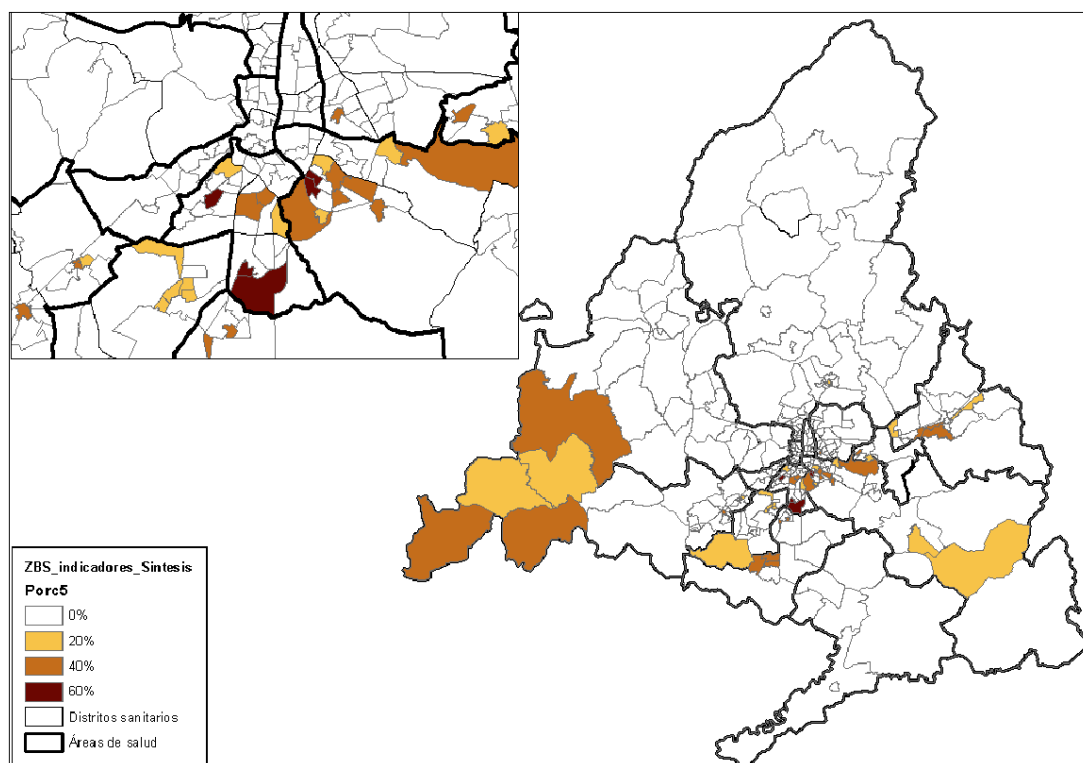 ZBS_indicadores_Sintesis
Porc5
0%
20%
40%
60%
Distritos sanitarios
Áreas de salud